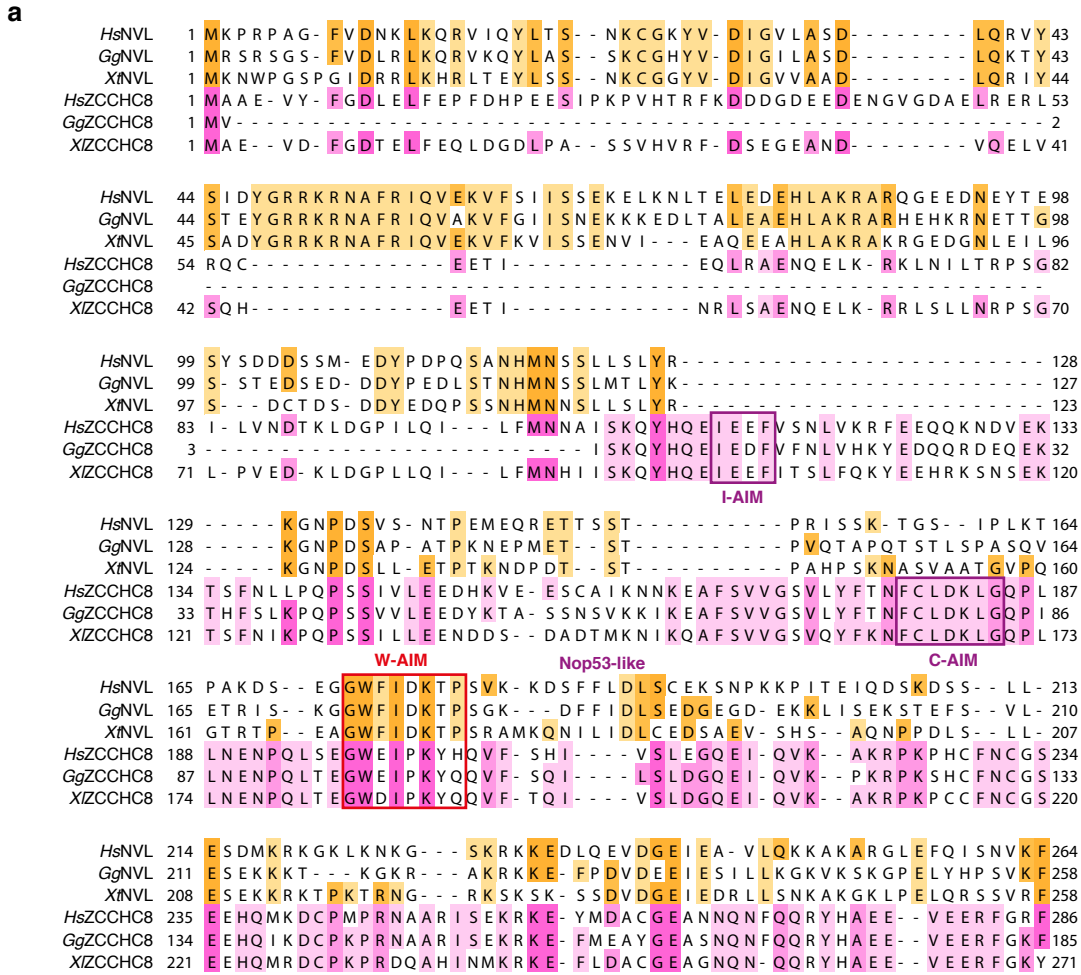 a
HsNVL 1 MKPRPAG-FVDNKLKQRVIQYLTS--NKCGKYV-DIGVLASD--------LQRVY 43
GgNVL 1 MRSRSGS-FVDLRLKQRVKQYLAS--NKCGHYV-DIGILASD--------LQKTY 43
XtNVL 1 MKNWPGSPGIDRRLKHRLTEYLSS--NKCGGYV-DIGVVAAD--------LQRIY 44
HsZCCHC8 1 MAAE-VY-FGDLELFEPFDHPEESIPKPVHTRFKDDDGDEEDENGVGDAELRERL 53
GgZCCHC8 1 MV----------------------------------------------------- 2
XlZCCHC8 1 MAE--VD-FGDTELFEQLDGDLPA--SSVHVRF-DSEGEAND--------VQELV 41
HsNVL 44 SIDYGRRKRNAFRIQVEKVFSIISSEKELKNLTELEDEHLAKRARQGEEDNEYTE 98
GgNVL 44 STEYGRRKRNAFRIQVAKVFGIISNEKKKEDLTALEAEHLAKRARHEHKRNETTG 98
XtNVL 45 SADYGRRKRNAFRIQVEKVFKVISSENVI---EAQEEAHLAKRAKRGEDGNLEIL 96
HsZCCHC8 54 RQC-------------EETI------------EQLRAENQELK-RKLNILTRPSG 82
GgZCCHC8 -------------------------------------------------------
XlZCCHC8 42 SQH-------------EETI------------NRLSAENQELK-RRLSLLNRPSG 70
HsNVL 99 SYSDDDSSM-EDYPDPQSANHMNSSLLSLYR------------------------ 128
GgNVL 99 S-STEDSED-DDYPEDLSTNHMNSSLMTLYK------------------------ 127
XtNVL 97 S---DCTDS-DDYEDQPSSNHMNNSLLSLYR------------------------ 123
HsZCCHC8 83 I-LVNDTKLDGPILQI---LFMNNAISKQYHQEIEEFVSNLVKRFEEQQKNDVEK 133
GgZCCHC8 3 -------------------------ISKQYHQEIEDFVFNLVHKYEDQQRDEQEK 32
XlZCCHC8 71 L-PVED-KLDGPLLQI---LFMNHIISKQYHQEIEEFITSLFQKYEEHRKSNSEK 120
I-AIM
HsNVL 129 -----KGNPDSVS-NTPEMEQRETTSST----------PRISSK-TGS--IPLKT 164
GgNVL 128 -----KGNPDSAP-ATPKNEPMET--ST----------PVQTAPQTSTLSPASQV 164
XtNVL 124 -----KGNPDSLL-ETPTKNDPDT--ST----------PAHPSKNASVAATGVPQ 160
HsZCCHC8 134 TSFNLLPQPSSIVLEEDHKVE-ESCAIKNNKEAFSVVGSVLYFTNFCLDKLGQPL 187
GgZCCHC8 33 THFSLKPQPSSIVLEEDYKTA--SSNSVKKIKEAFSVVGSVLYFTNFCLDKLGQPI 86
XlZCCHC8 121 TSFNIKPQPSSILLEENDDS--DADTMKNIKQAFSVVGSVQYFKNFCLDKLGQPL 173
W-AIM Nop53-like C-AIM
HsNVL 165 PAKDS--EGGWFIDKTPSVK-KDSFFLDLSCEKSNPKKPITEIQDSKDSS--LL- 213
GgNVL 165 ETRIS--KGGWFIDKTPSGK---DFFIDLSEDGEGD-EKKLISEKSTEFS--VL- 210
XtNVL 161 GTRTP--EAGWFIDKTPSRAMKQNILIDLCEDSAEV-SHS--AQNPPDLS--LL- 207
HsZCCHC8 188 LNENPQLSEGWEIPKYHQVF-SHI----VSLEGQEI-QVK--AKRPKPHCFNCGS 234
GgZCCHC8 87 LNENPQLTEGWEIPKYQQVF-SQI----LSLDGQEI-QVK--PKRPKSHCFNCGS 133
XlZCCHC8 174 LNENPQLTEGWDIPKYQQVF-TQI----VSLDGQEI-QVK--AKRPKPCCFNCGS 220
HsNVL 214 ESDMKRKGKLKNKG---SKRKKEDLQEVDGEIEA-VLQKKAKARGLEFQISNVKF 264
GgNVL 211 ESEKKKT---KGKR---AKRKKE-FPDVDEEIESILLKGKVKSKGPELYHPSVKF 258
XtNVL 208 ESEKKRKTPKTRNG---RKSKSK-SSDVDGEIEDRLLSNKAKGKLPELQRSSVKF 258
HsZCCHC8 235 EEHQMKDCPMPRNAARISEKRKE-YMDACGEANNQNFQQRYHAEE--VEERFGRF 286
GgZCCHC8 134 EEHQIKDCPKPRNAARISEKRKE-FMEAYGEASNQNFQQRYHAEE--VEERFGKF 185
XlZCCHC8 221 EEHQMRDCPKPRDQAHINMKRKE-FLDACGEAGNQN-QQRYHAEE--VEERFGKY 271